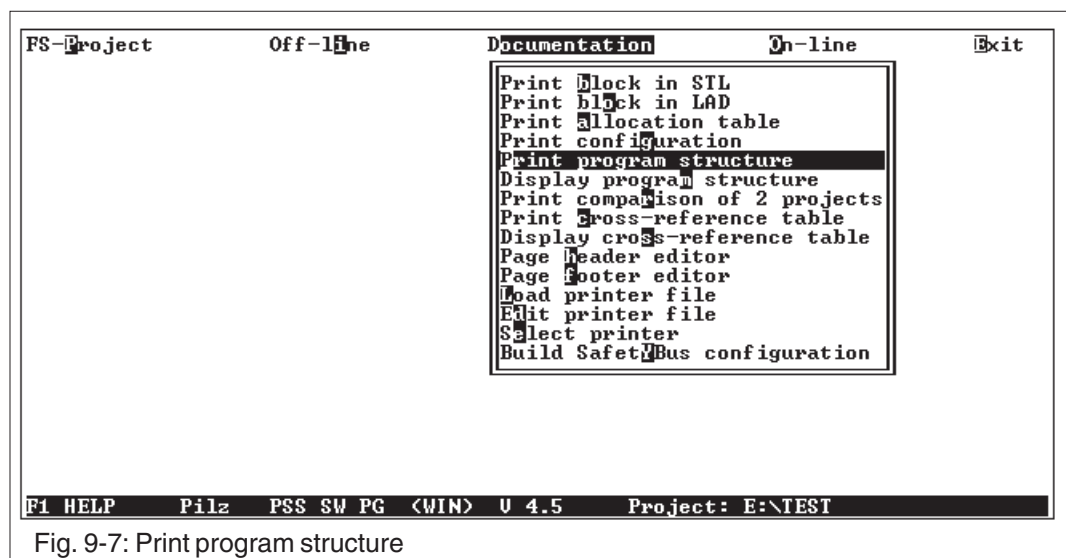 FS-Project Off-line Documentation On-line Exit
Print block in STL
Print block in LAD
Print allocation table
Print configuration
Print program structure
Display program structure
Print comparison of 2 projects
Print cross-reference table
Display cross-reference table
Page header editor
Page footer editor
Load printer file
Edit printer file
Select printer
Build SafetYBus configuration
F1 HELP Pilz PSS SW PG (WIN) V 4.5 Project: E:\TEST
Fig. 9-7: Print program structure